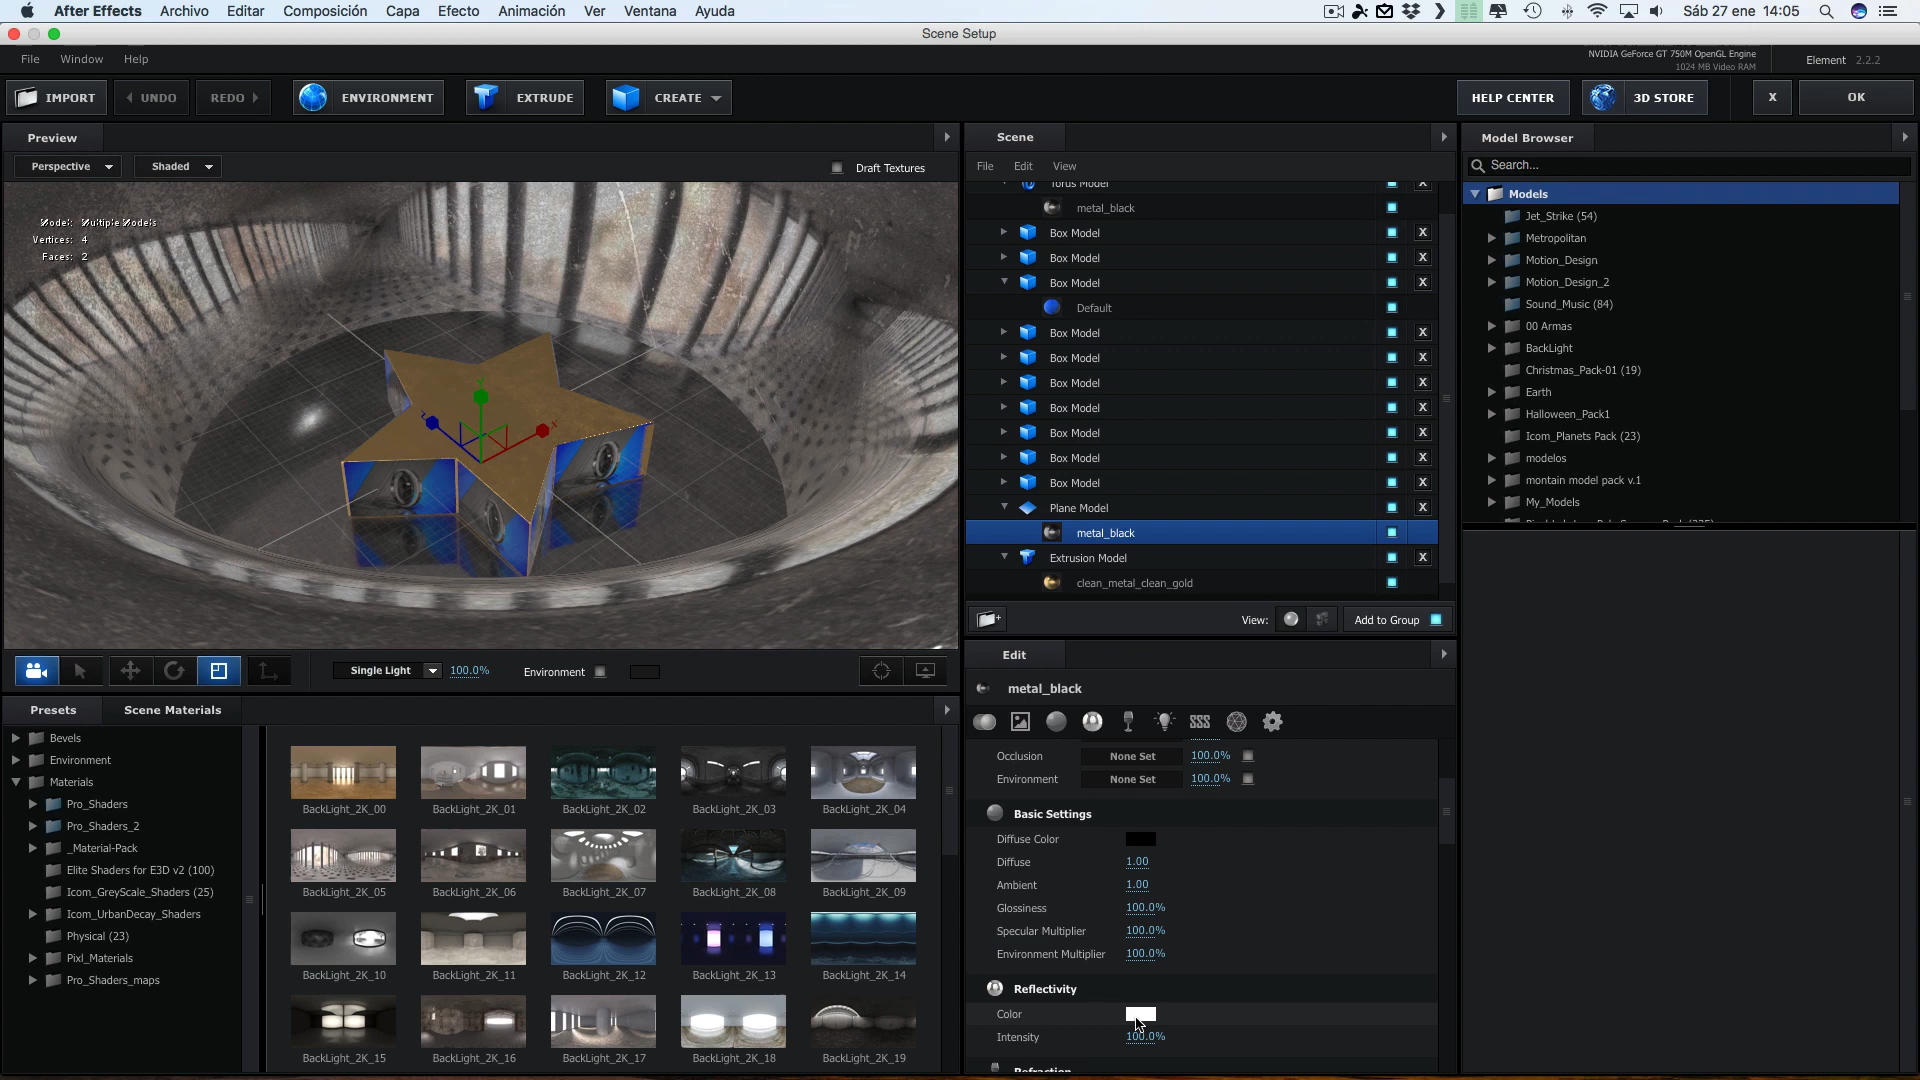 After Effects Archivo Editar Composición Capa Efecto Animación Ver Ventana Ayuda Sáb 27 ene 14:05
Scene Setup
File Window Help
NVIDIA GeForce GT 750M OpenGL Engine
1024 MB Video RAM
Element 2.2.2
IMPORT UNDO REDO ENVIRONMENT EXTRUDE CREATE HELP CENTER 3D STORE X OK
Preview
Perspective Shaded Draft Textures
Model: Multiple Models
Vertices: 4
Faces: 2
Y
X
Z
Single Light 100.0% Environment
Scene
File Edit View
Torus Model X
metal_black
Box Model X
Box Model X
Box Model X
Default
Box Model X
Box Model X
Box Model X
Box Model X
Box Model X
Box Model X
Box Model X
Plane Model X
metal_black
Extrusion Model X
clean_metal_clean_gold
View: Add to Group
Model Browser
Search...
Models
Jet_Strike (54)
Metropolitan
Motion_Design
Motion_Design_2
Sound_Music (84)
00 Armas
BackLight
Christmas_Pack-01 (19)
Earth
Halloween_Pack1
Icom_Planets Pack (23)
modelos
montain model pack v.1
My_Models
Presets Scene Materials
Bevels
Environment
Materials
Pro_Shaders
Pro_Shaders_2
_Material-Pack
Elite Shaders for E3D v2 (100)
Icom_GreyScale_Shaders (25)
Icom_UrbanDecay_Shaders
Physical (23)
Pixl_Materials
Pro_Shaders_maps
BackLight_2K_00 BackLight_2K_01 BackLight_2K_02 BackLight_2K_03 BackLight_2K_04
BackLight_2K_05 BackLight_2K_06 BackLight_2K_07 BackLight_2K_08 BackLight_2K_09
BackLight_2K_10 BackLight_2K_11 BackLight_2K_12 BackLight_2K_13 BackLight_2K_14
BackLight_2K_15 BackLight_2K_16 BackLight_2K_17 BackLight_2K_18 BackLight_2K_19
Edit
metal_black
SSS
Occlusion None Set 100.0%
Environment None Set 100.0%
Basic Settings
Diffuse Color
Diffuse 1.00
Ambient 1.00
Glossiness 100.0%
Specular Multiplier 100.0%
Environment Multiplier 100.0%
Reflectivity
Color
Intensity 100.0%
Refraction